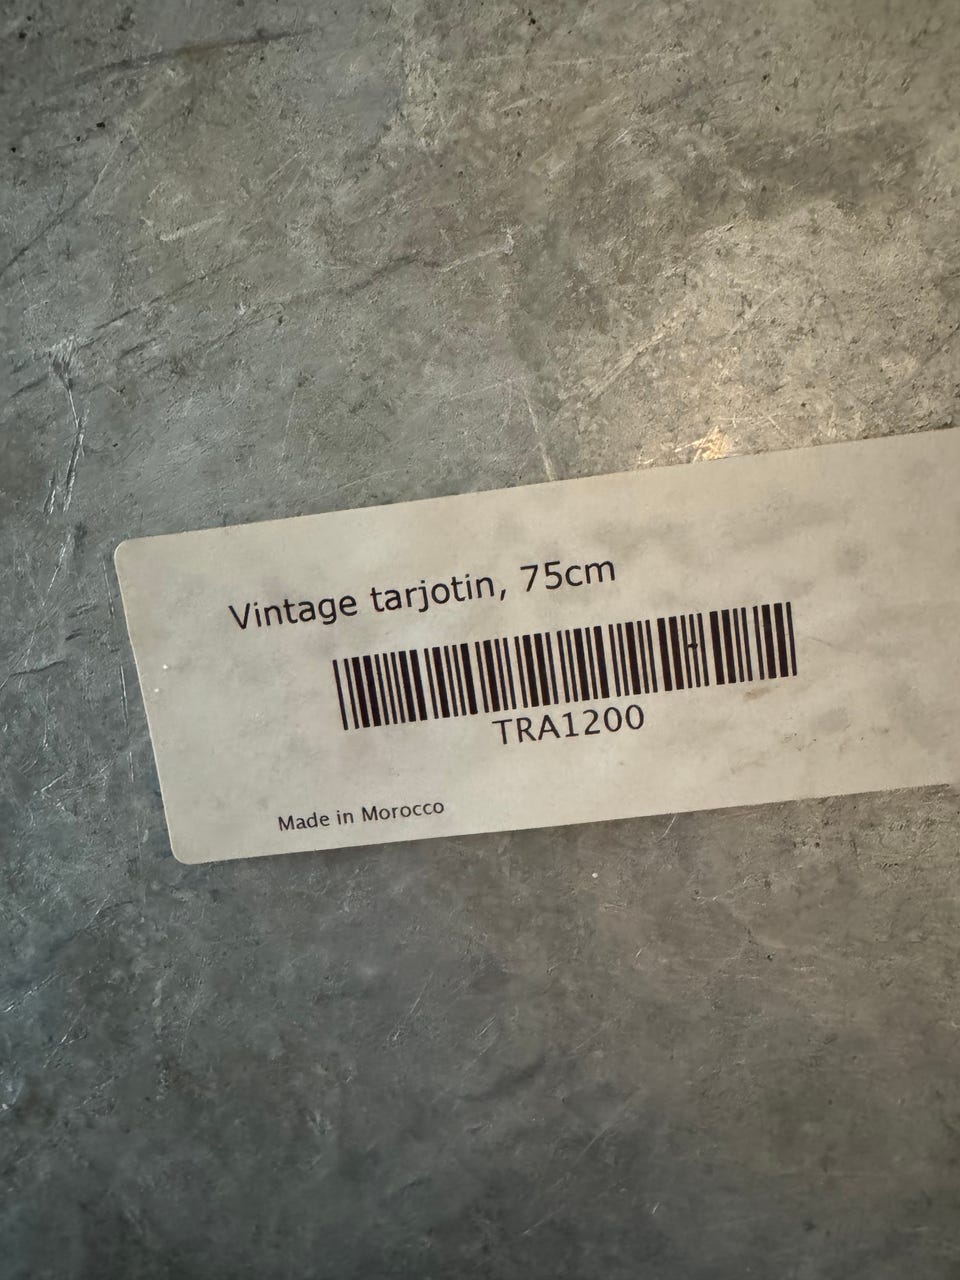 Vintage tarjotin, 75cm
TRA1200
Made in Morocco